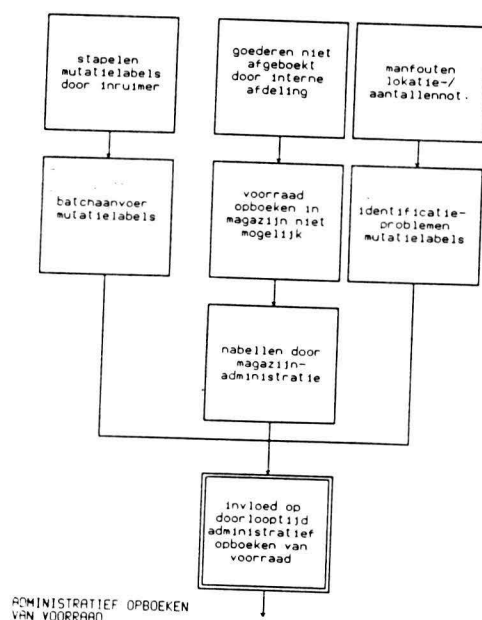 stapelen
mutatielabels
door inruimer
goederen niet
afgeboekt
door interne
afdeling
manfouten
lokatie-/
aantallennot.
batchaanvoer
mutatielabels
voorraad
opboeken in
magazijn niet
mogelijk
identificatie-
problemen
mutatielabels
nabellen door
magazijn-
administratie
invloed op
doorlooptijd
administratief
opboeken van
voorraad
ADMINISTRATIEF OPBOEKEN
VAN VOORRAAD